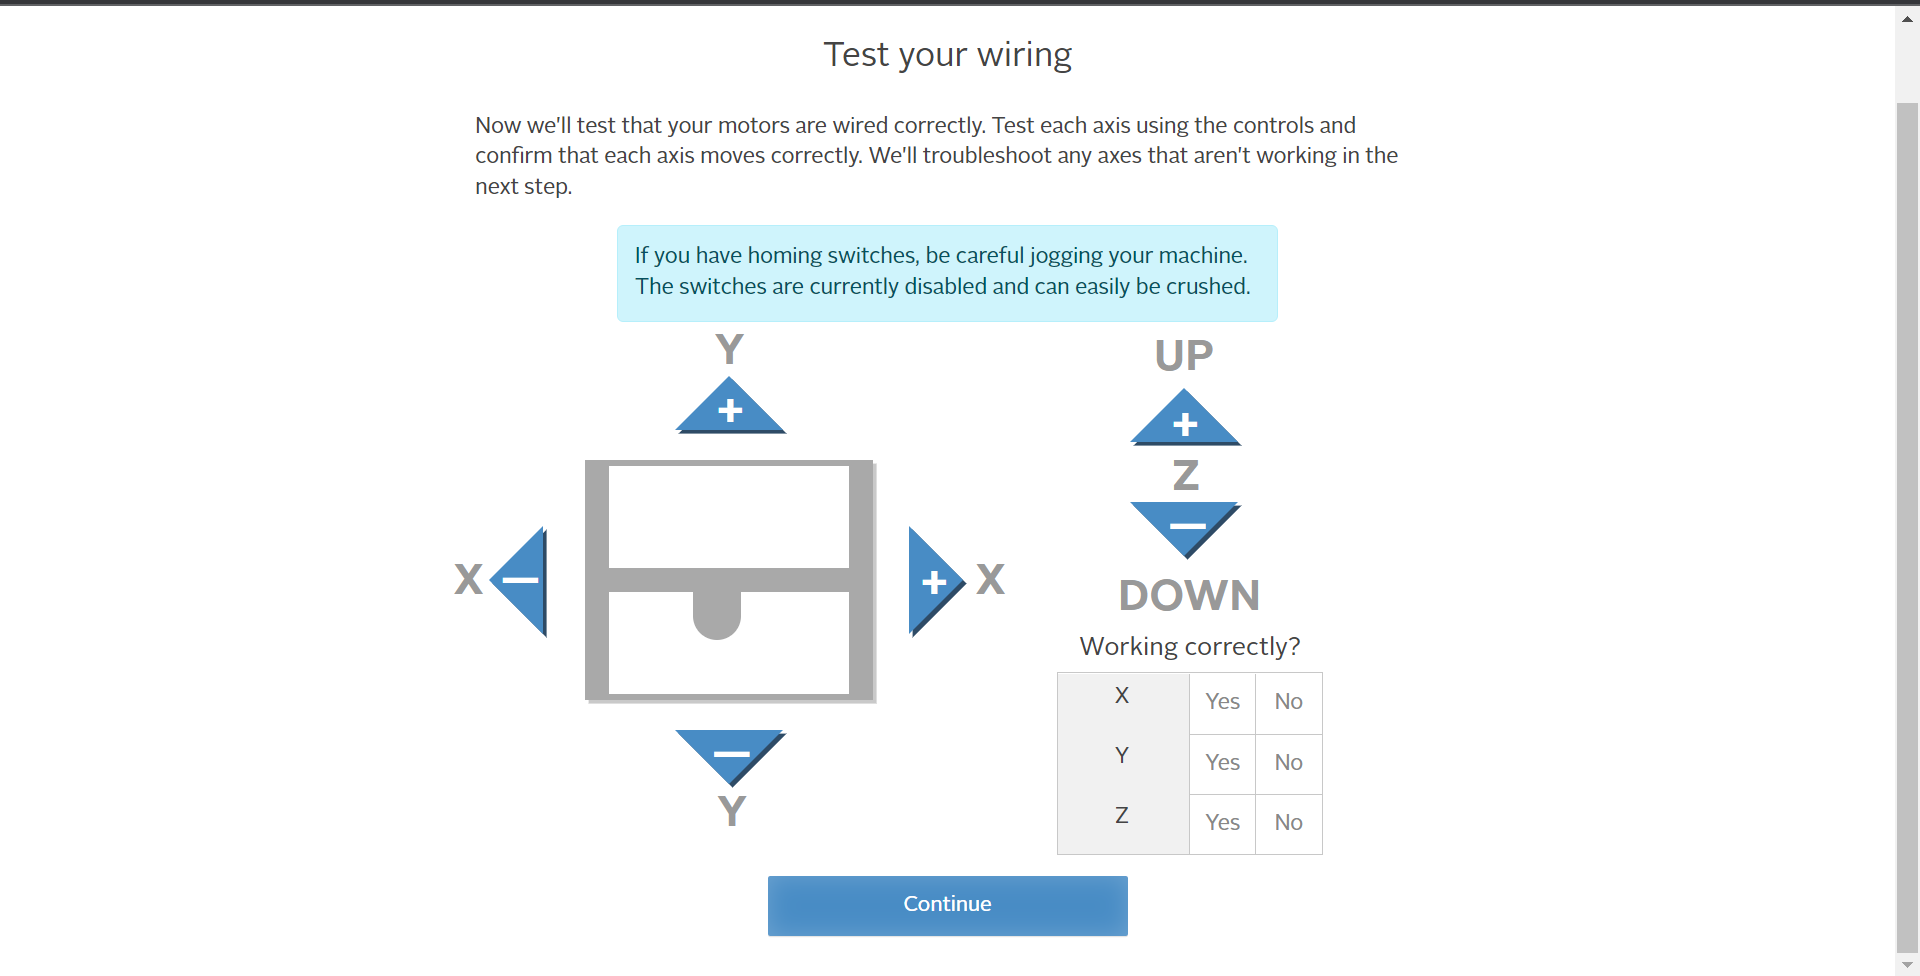 Test your wiring
Now we'll test that your motors are wired correctly. Test each axis using the controls and
confirm that each axis moves correctly. We'll troubleshoot any axes that aren't working in the
next step.
If you have homing switches, be careful jogging your machine.
The switches are currently disabled and can easily be crushed.
Y
+
X
−
+
X
−
Y
UP
+
Z
−
DOWN
Working correctly?
X Yes No
Y Yes No
Z Yes No
Continue